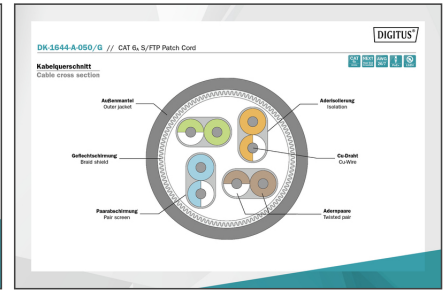 DIGITUS®
DK-1644-A-050/G // CAT 6A S/FTP Patch Cord
Kabelquerschnitt
Cable cross section
Außenmantel
Outer jacket
Aderisolierung
Isolation
Geflechtschirmung
Braid shield
Cu-Draht
Cu-Wire
Paarabschirmung
Pair screen
Adernpaare
Twisted pair